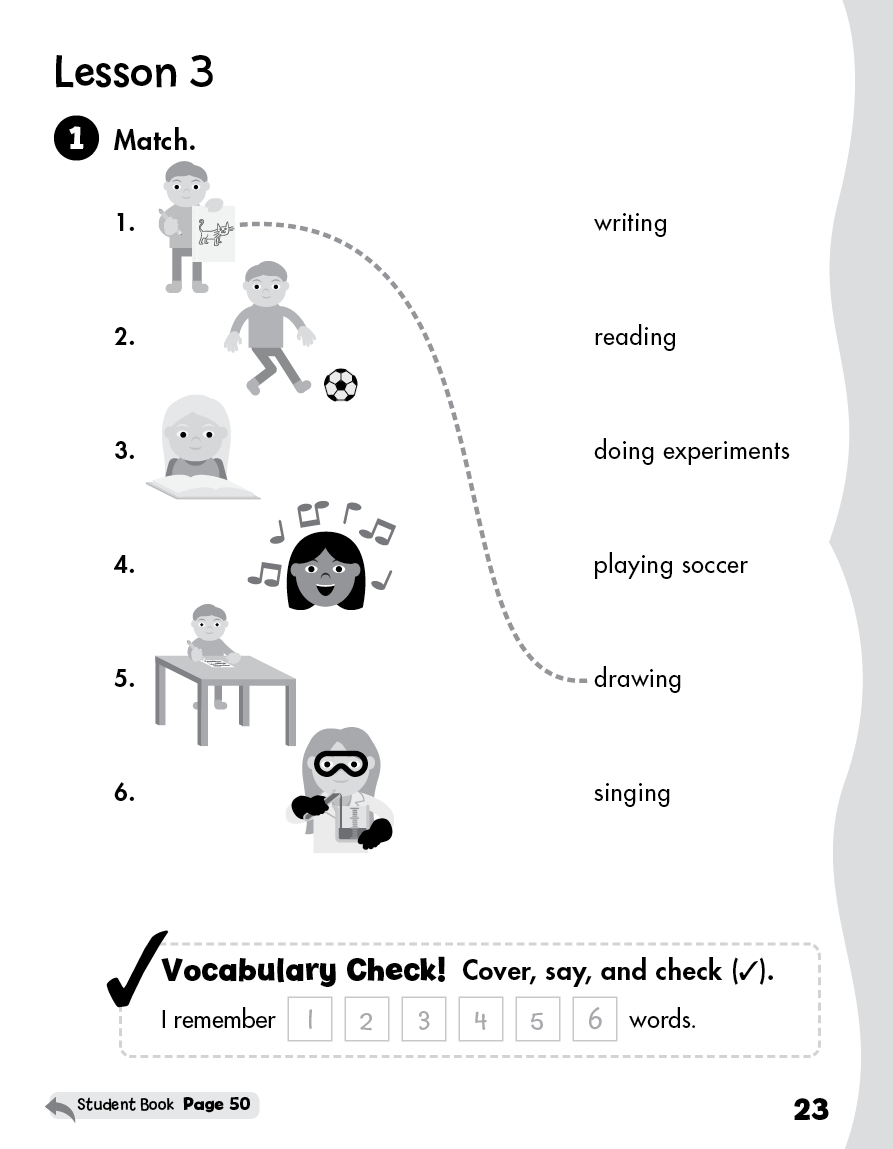 Lesson 3
1 Match.
1. writing
2. reading
3. doing experiments
4. playing soccer
5. drawing
6. singing
Vocabulary Check! Cover, say, and check (✓).
I remember 1 2 3 4 5 6 words.
Student Book Page 50
23